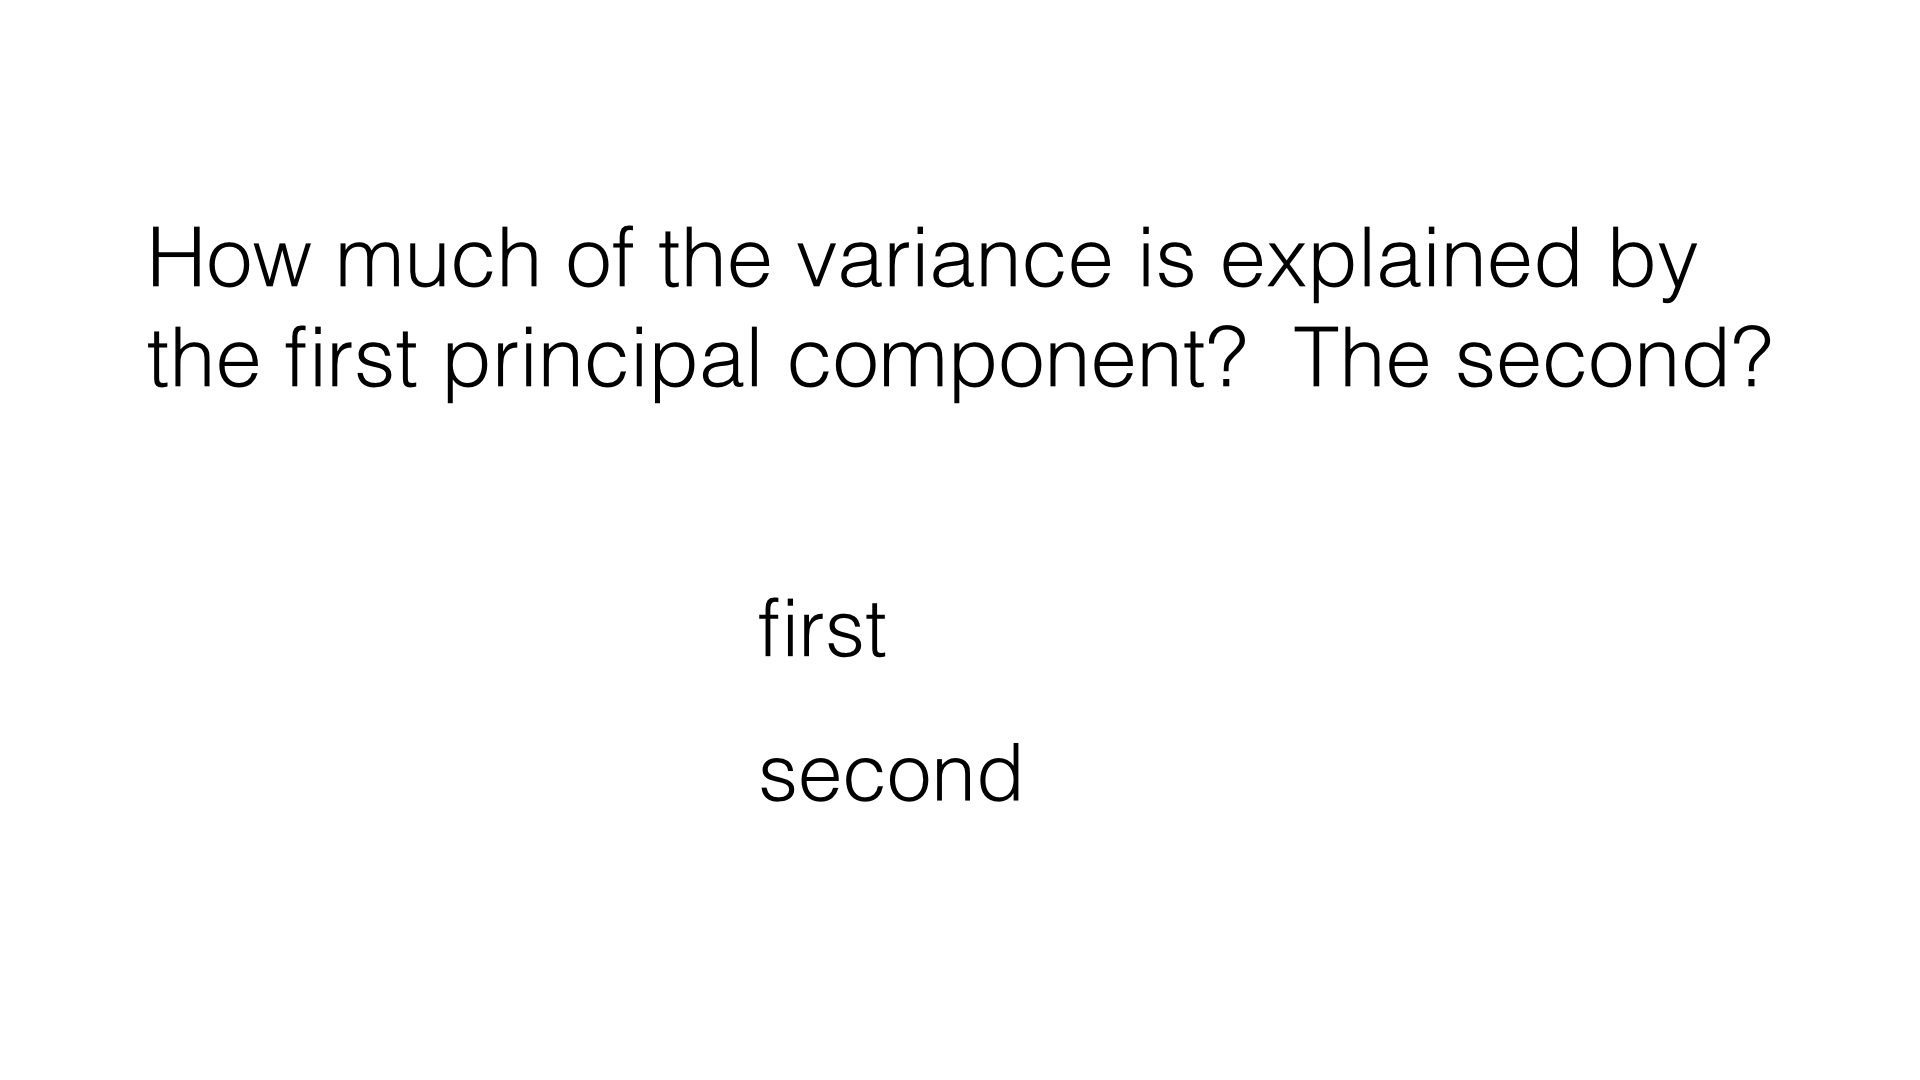 How much of the variance is explained by
the first principal component?  The second?
first
second